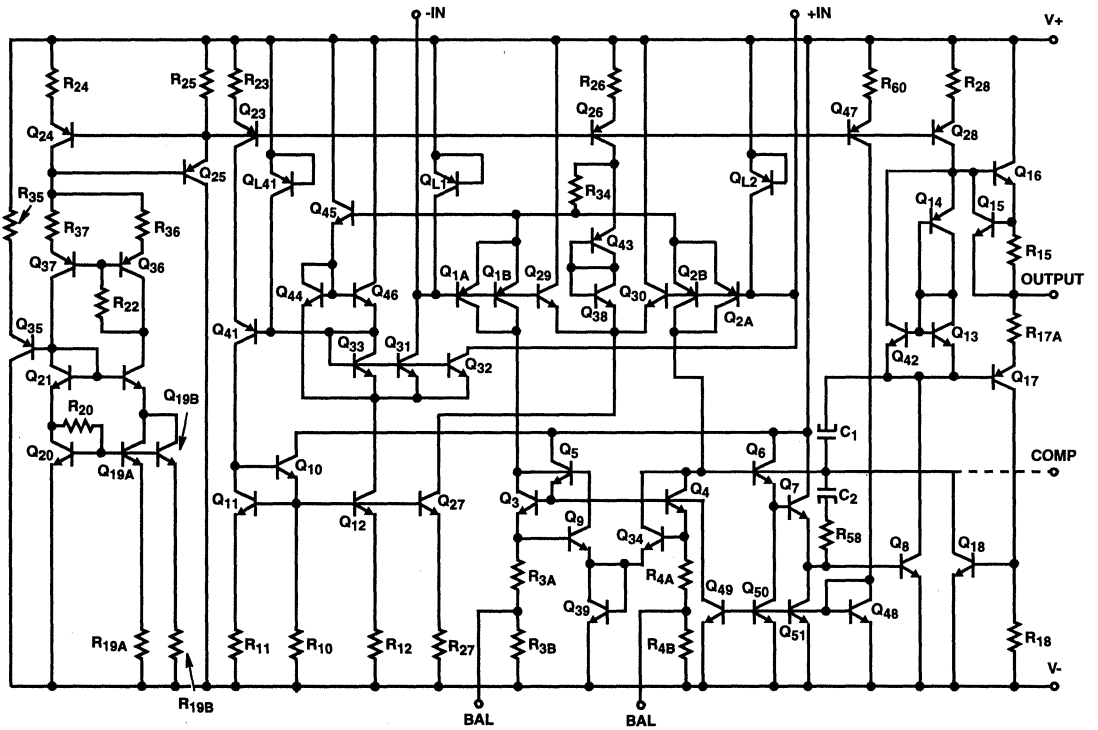 -IN +IN
V+
R24 R25 R23 R26 R60 R28
Q24 Q23 Q26 Q47 Q28
Q25 QL41 QL1 QL2 Q16
R35 R34 Q14 Q15
Q45
R37 R36 Q43 R15
Q37 Q36 Q1A Q1B Q29 Q30 Q2B
OUTPUT
R22 Q44 Q46 Q38 Q2A
Q35 Q41 Q33 Q31 Q32 Q42 Q13 R17A
Q21 Q17
R20 Q19B
C1
Q20 Q19A Q10 Q5 Q6 COMP
Q11 Q12 Q27 Q3 Q4 Q7 C2
Q9 Q34 R58 Q8 Q18
R3A R4A Q49 Q50
Q39 Q51 Q48
R19A R11 R10 R12 R27 R3B R4B R18
V-
R19B
BAL BAL